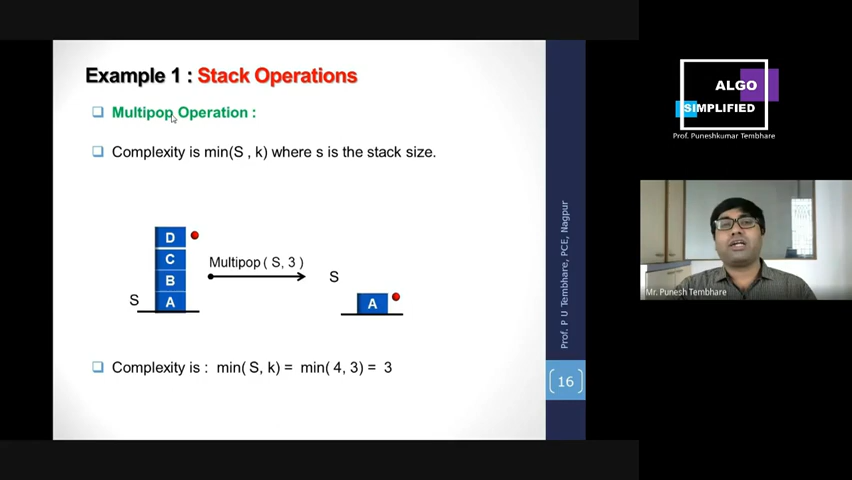 Example 1 : Stack Operations
Multipop Operation :
Complexity is min(S , k) where s is the stack size.
D
C
B
A
S
Multipop ( S, 3 )
S
A
Complexity is : min( S, k) = min( 4, 3) = 3
Prof. P U Tembhare, PCE, Nagpur
16
ALGO
SIMPLIFIED
Prof. Puneshkumar Tembhare
Mr. Punesh Tembhare